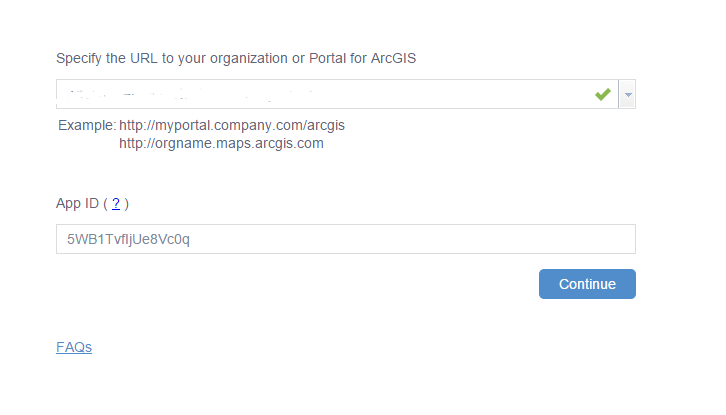 Specify the URL to your organization or Portal for ArcGIS
Example: http://myportal.company.com/arcgis
http://orgname.maps.arcgis.com
App ID ( ? )
5WB1TvfIjUe8Vc0q
Continue
FAQs